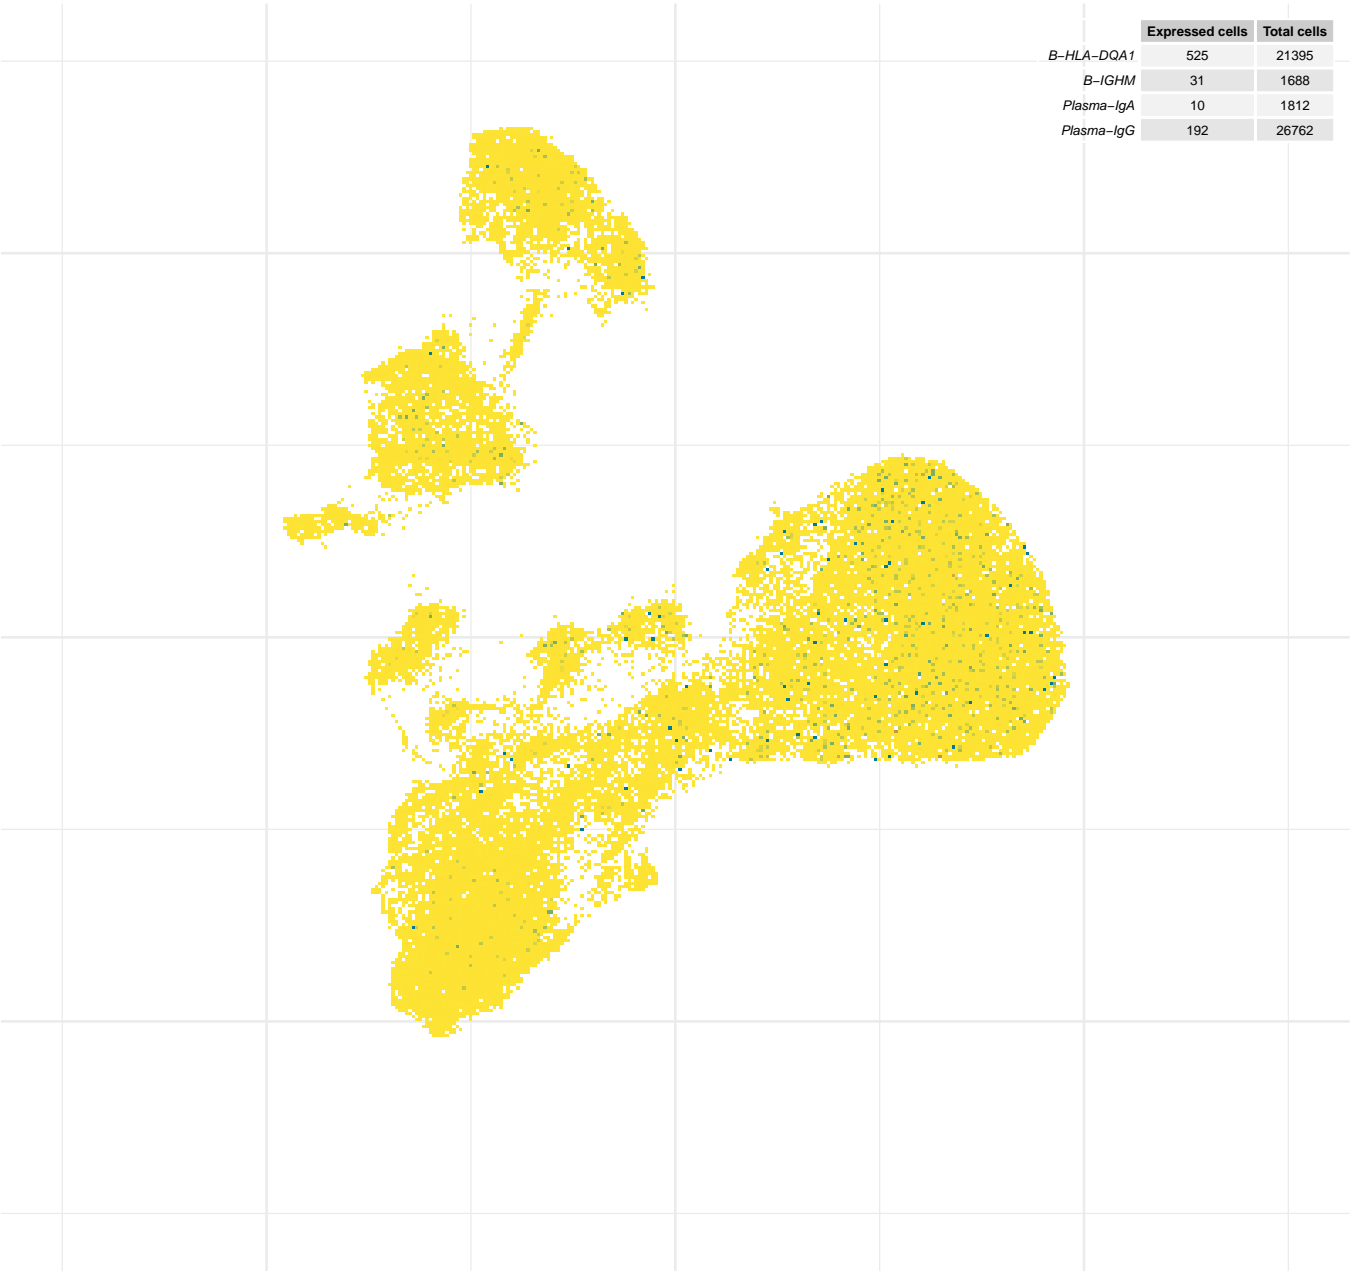 Expressed cells Total cells
B−HLA−DQA1 525 21395
B−IGHM 31 1688
Plasma−IgA 10 1812
Plasma−IgG 192 26762